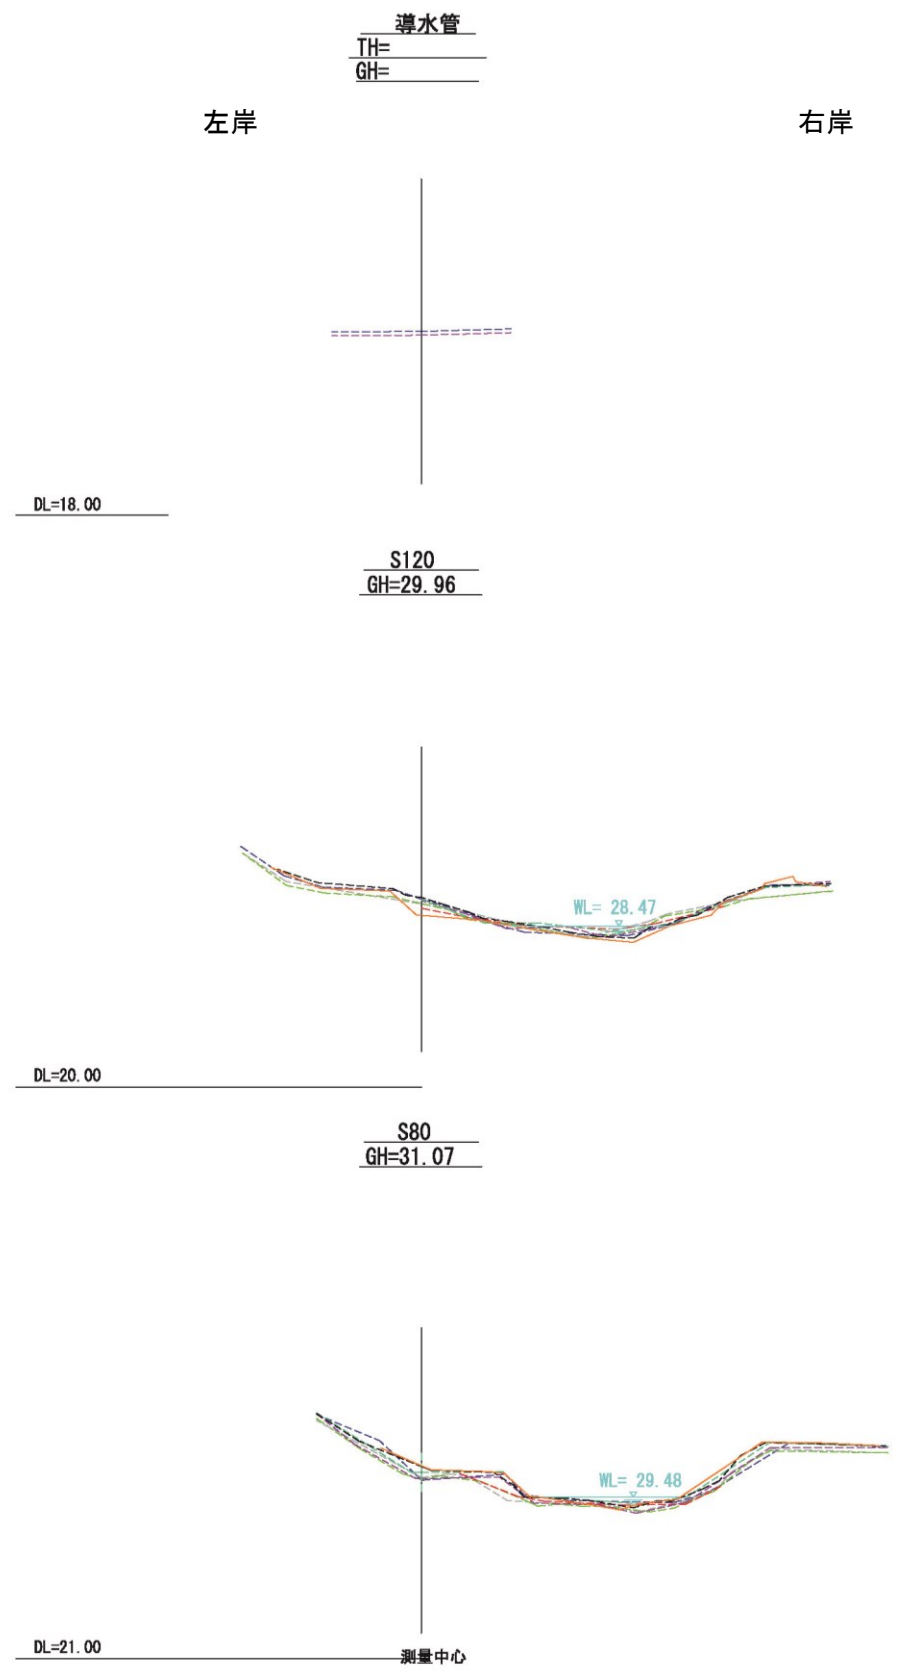 導水管
TH=
GH=
左岸 右岸
DL=18.00
S120
GH=29.96
WL= 28.47
DL=20.00
S80
GH=31.07
WL= 29.48
DL=21.00
測量中心